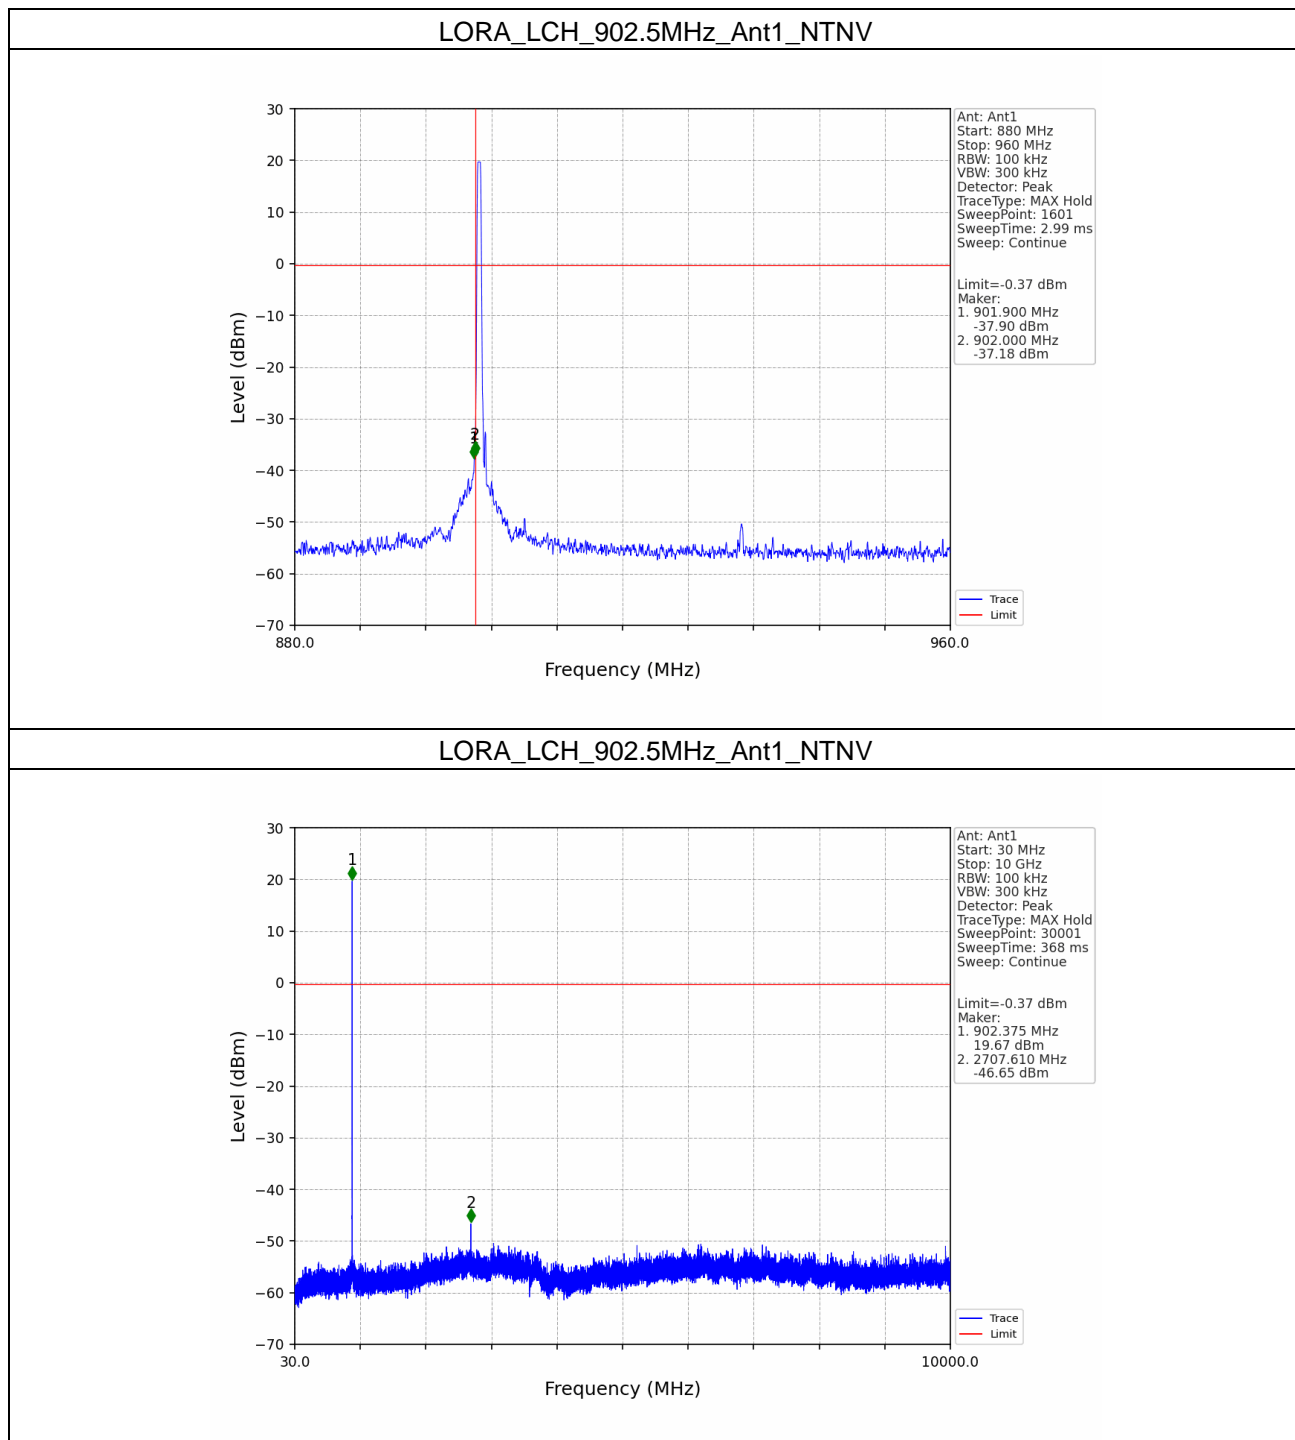 LORA_LCH_902.5MHz_Ant1_NTNV
30
20
10
0
−10
−20
−30
−40
−50
−60
−70
Level (dBm)
1
2
880.0
960.0
Frequency (MHz)
Ant: Ant1
Start: 880 MHz
Stop: 960 MHz
RBW: 100 kHz
VBW: 300 kHz
Detector: Peak
TraceType: MAX Hold
SweepPoint: 1601
SweepTime: 2.99 ms
Sweep: Continue
Limit=-0.37 dBm
Maker:
1. 901.900 MHz
-37.90 dBm
2. 902.000 MHz
-37.18 dBm
Trace
Limit
LORA_LCH_902.5MHz_Ant1_NTNV
30
20
10
0
−10
−20
−30
−40
−50
−60
−70
Level (dBm)
1
2
30.0
10000.0
Frequency (MHz)
Ant: Ant1
Start: 30 MHz
Stop: 10 GHz
RBW: 100 kHz
VBW: 300 kHz
Detector: Peak
TraceType: MAX Hold
SweepPoint: 30001
SweepTime: 368 ms
Sweep: Continue
Limit=-0.37 dBm
Maker:
1. 902.375 MHz
19.67 dBm
2. 2707.610 MHz
-46.65 dBm
Trace
Limit